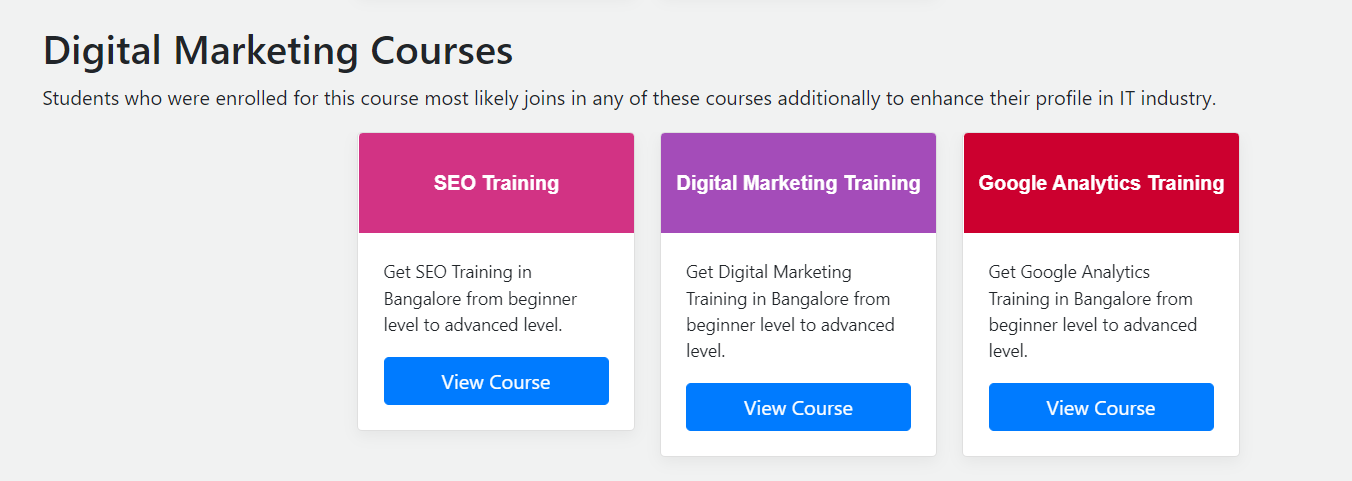 Digital Marketing Courses
Students who were enrolled for this course most likely joins in any of these courses additionally to enhance their profile in IT industry.
SEO Training
Get SEO Training in
Bangalore from beginner
level to advanced level.
View Course
Digital Marketing Training
Get Digital Marketing
Training in Bangalore from
beginner level to advanced
level.
View Course
Google Analytics Training
Get Google Analytics
Training in Bangalore from
beginner level to advanced
level.
View Course